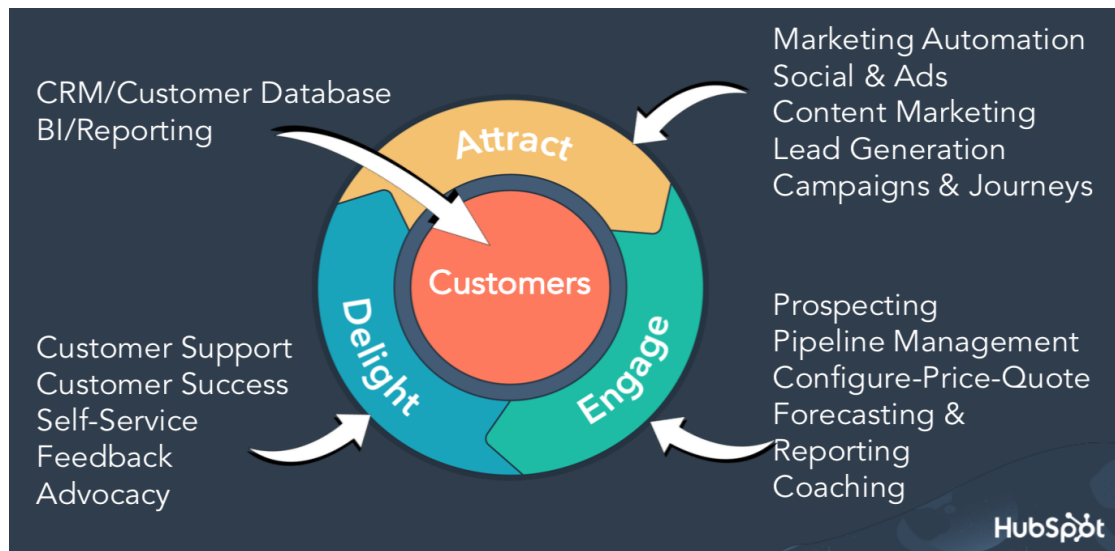 CRM/Customer Database
BI/Reporting
Marketing Automation
Social & Ads
Content Marketing
Lead Generation
Campaigns & Journeys
Attract
Customers
Delight
Engage
Customer Support
Customer Success
Self-Service
Feedback
Advocacy
Prospecting
Pipeline Management
Configure-Price-Quote
Forecasting &
Reporting
Coaching
HubSpot